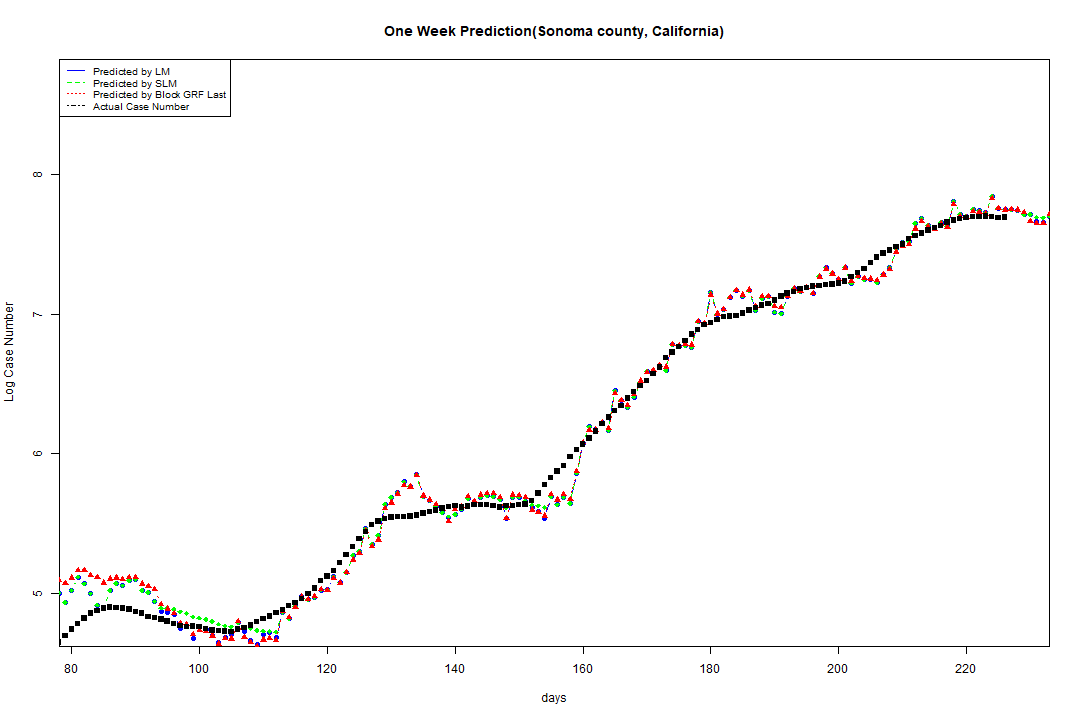 One Week Prediction(Sonoma county, California)
Predicted by LM
Predicted by SLM
Predicted by Block GRF Last
Actual Case Number
8
7
6
5
Log Case Number
80 100 120 140 160 180 200 220
days